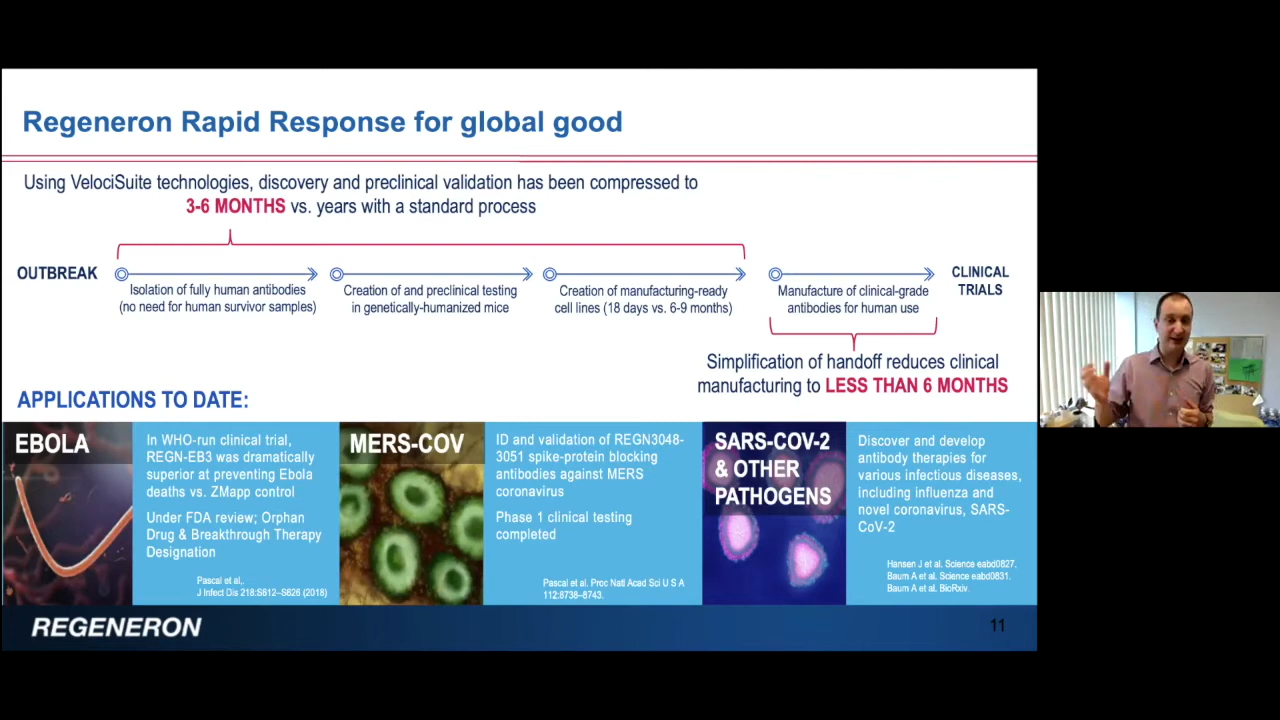 Regeneron Rapid Response for global good
Using VelociSuite technologies, discovery and preclinical validation has been compressed to
3-6 MONTHS vs. years with a standard process
OUTBREAK
Isolation of fully human antibodies
(no need for human survivor samples)
Creation of and preclinical testing
in genetically-humanized mice
Creation of manufacturing-ready
cell lines (18 days vs. 6-9 months)
Manufacture of clinical-grade
antibodies for human use
CLINICAL
TRIALS
Simplification of handoff reduces clinical
manufacturing to LESS THAN 6 MONTHS
APPLICATIONS TO DATE:
EBOLA
In WHO-run clinical trial,
REGN-EB3 was dramatically
superior at preventing Ebola
deaths vs. ZMapp control
Under FDA review; Orphan
Drug & Breakthrough Therapy
Designation
Pascal et al,.
J Infect Dis 218:S612–S626 (2018)
MERS-COV
ID and validation of REGN3048-
3051 spike-protein blocking
antibodies against MERS
coronavirus
Phase 1 clinical testing
completed
Pascal et al. Proc Natl Acad Sci U S A
112:8738–8743.
SARS-COV-2
& OTHER
PATHOGENS
Discover and develop
antibody therapies for
various infectious diseases,
including influenza and
novel coronavirus, SARS-
CoV-2
Hansen J et al. Science eabd0827.
Baum A et al. Science eabd0831.
Baum A et al. BioRxiv.
REGENERON
11